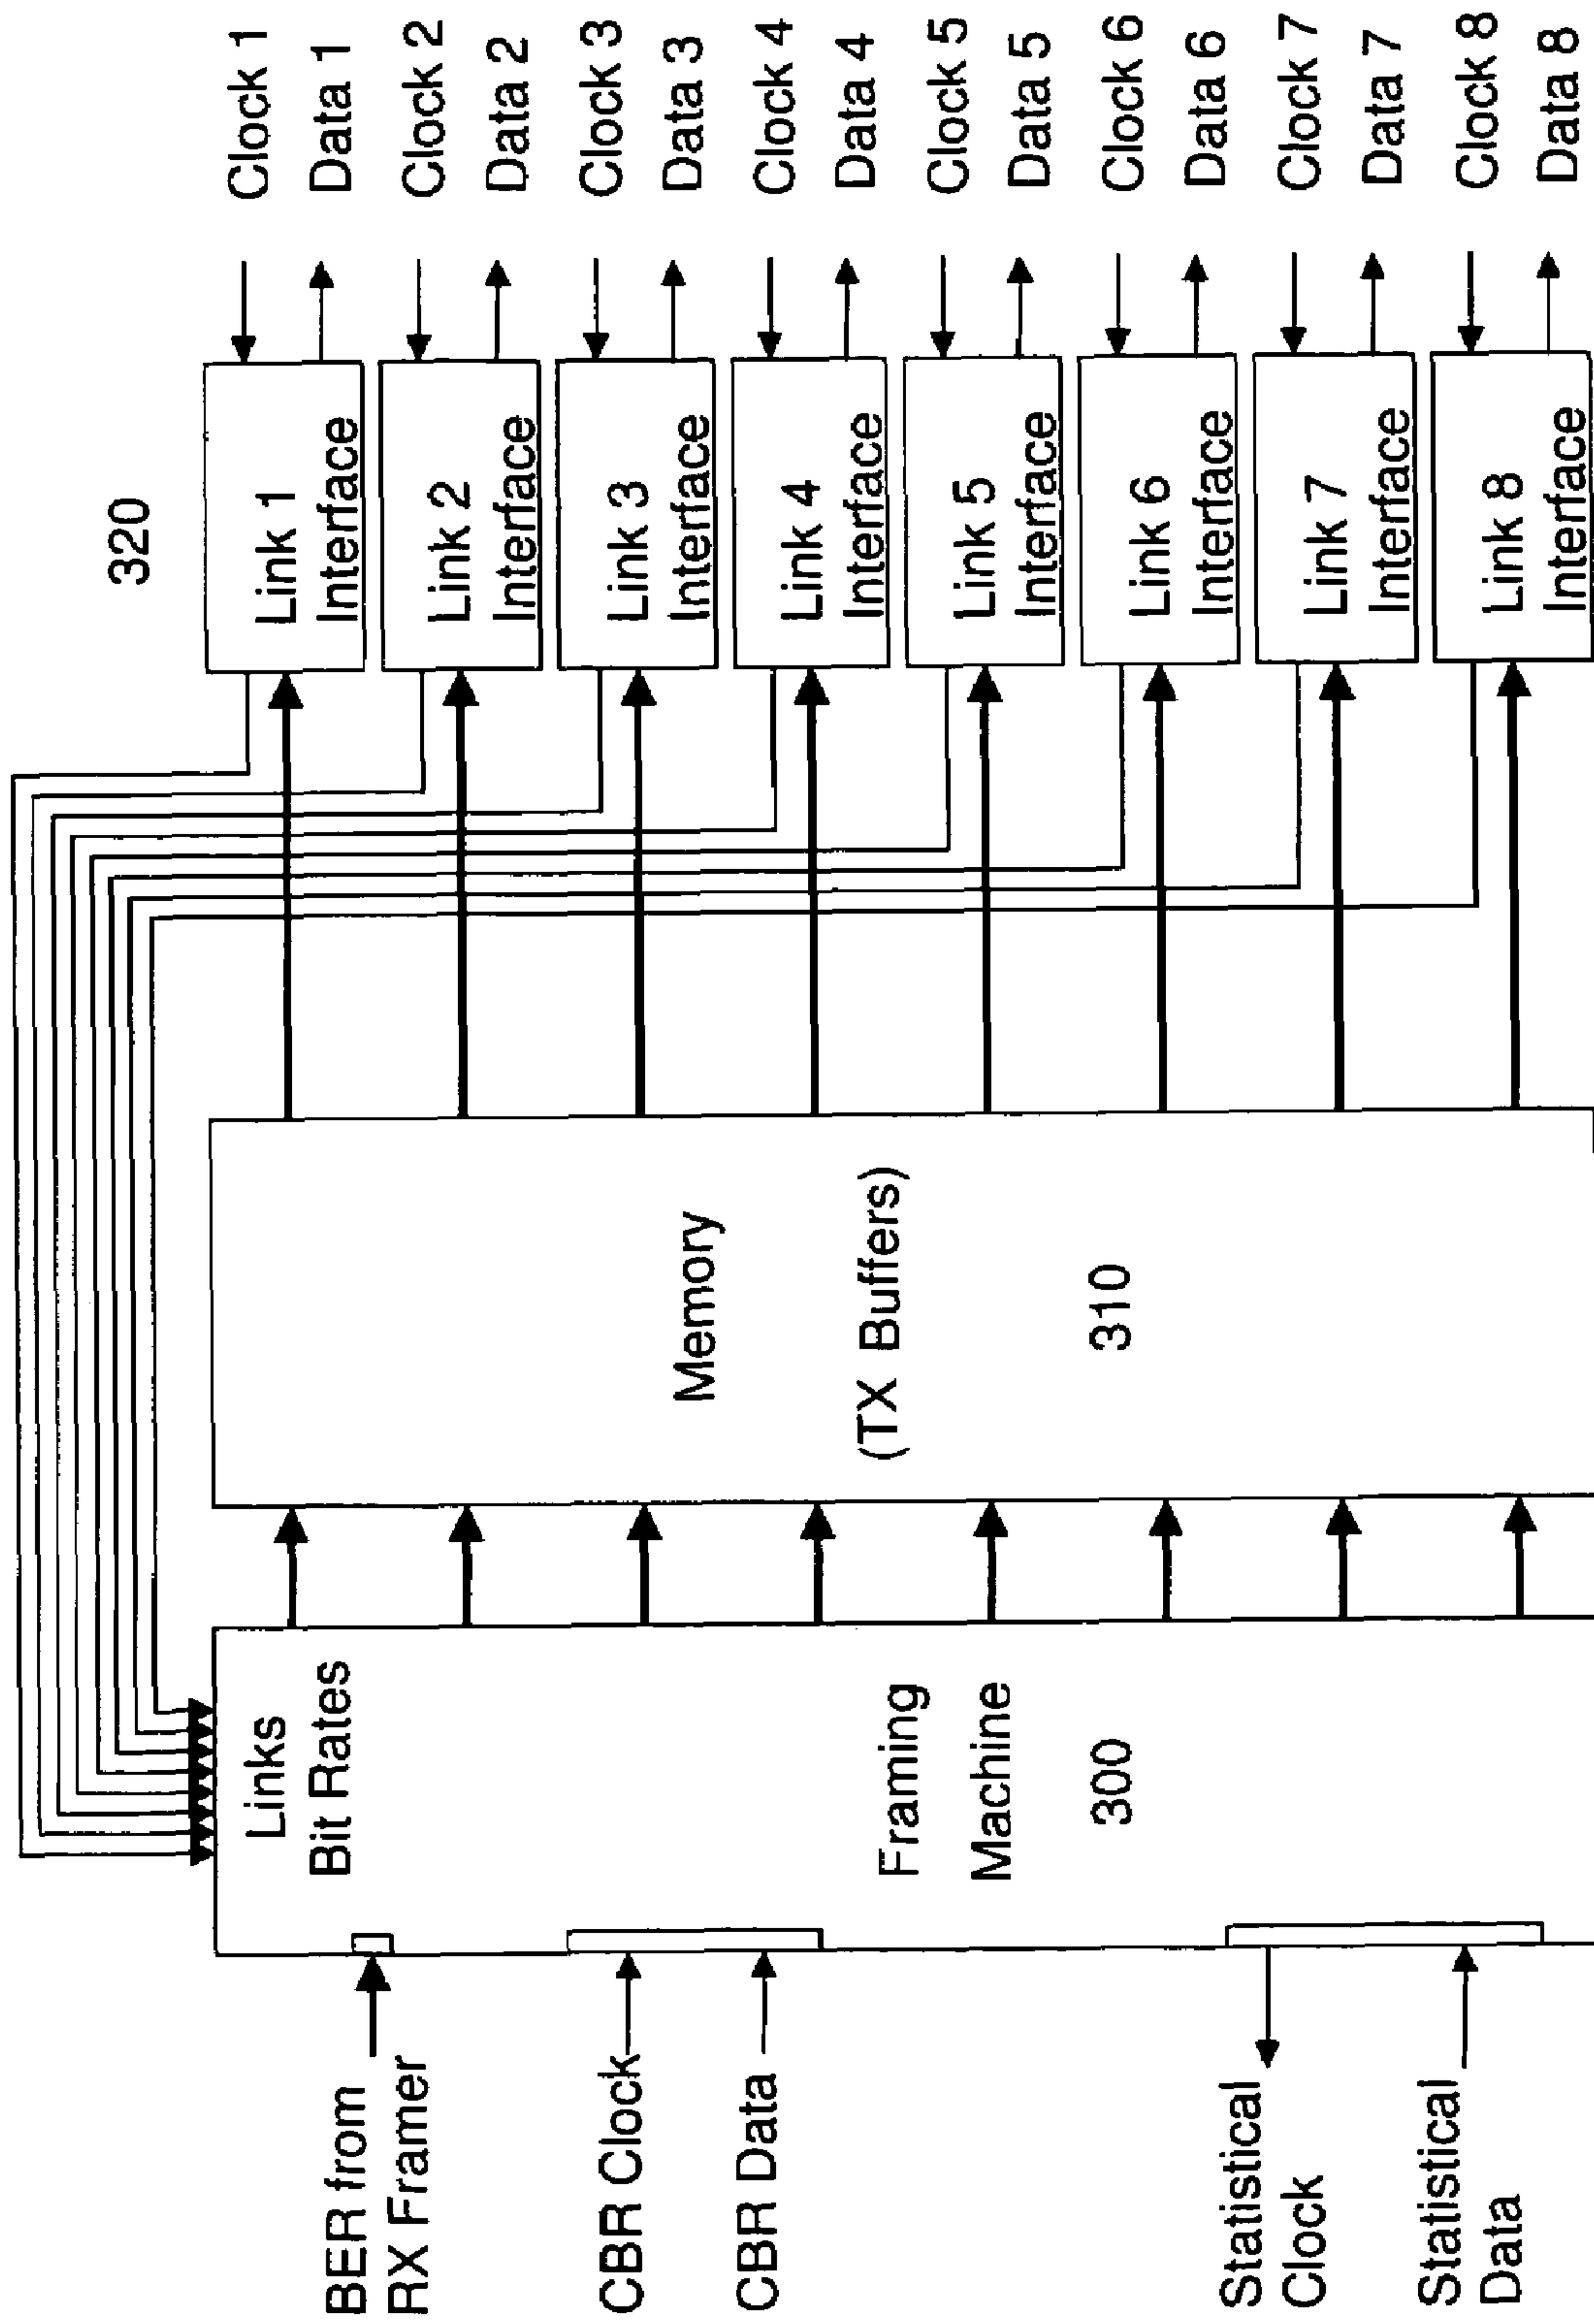 320
Clock 1
Data 1
Clock 2
Data 2
Clock 3
Data 3
Clock 4
Data 4
Clock 5
Data 5
Clock 6
Data 6
Clock 7
Data 7
Clock 8
Data 8
Link 1
Interface
Link 2
Interface
Link 3
Interface
Link 4
Interface
Link 5
Interface
Link 6
Interface
Link 7
Interface
Link 8
Interface
Memory
(TX Buffers)
310
Links
Bit Rates
Framing
Machine
300
BER from
RX Framer
CBR Clock
CBR Data
Statistical
Clock
Statistical
Data